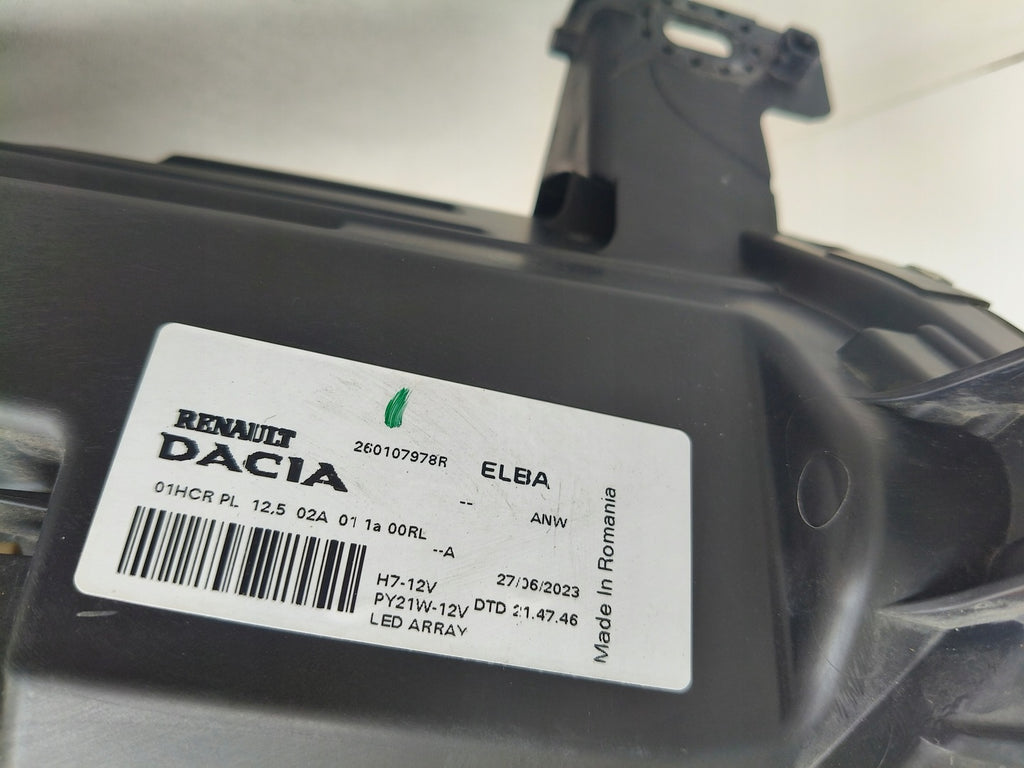 RENAULT
DACIA
260107978R
ELBA
--
ANW
01HCR PL 12,5 02A 01 1a 00RL
--A
H7-12V
27/06/2023
PY21W-12V
DTD 21.47.46
LED ARRAY
Made In Romania